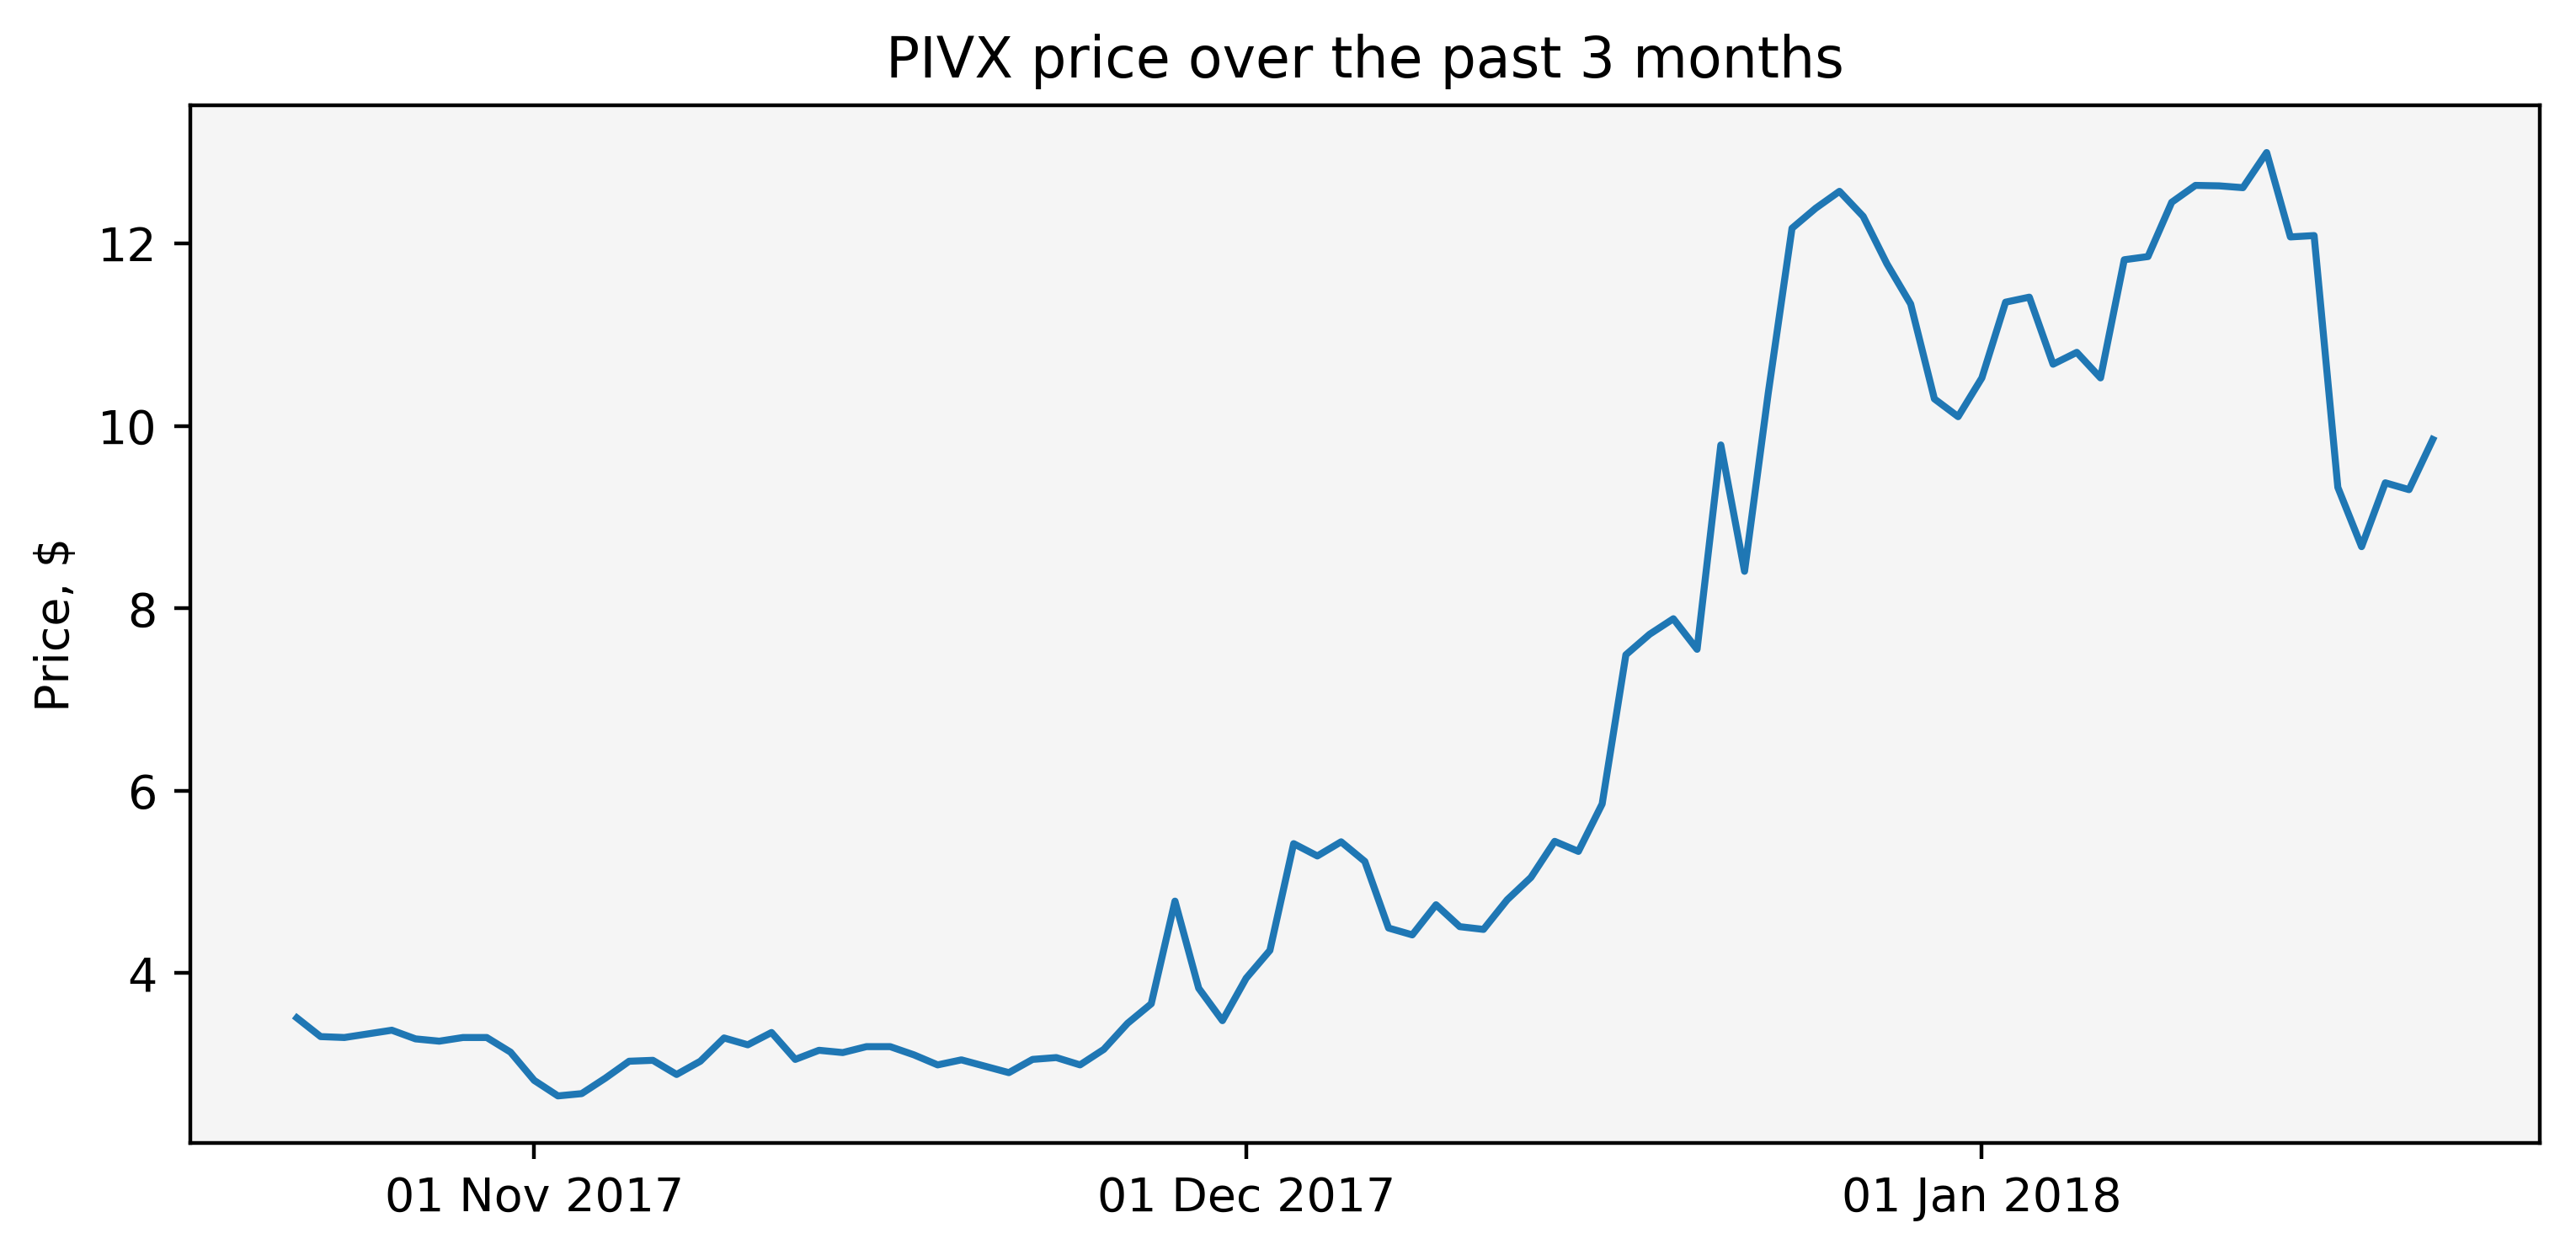 PIVX price over the past 3 months
12
10
8
6
4
Price, $
01 Nov 2017
01 Dec 2017
01 Jan 2018